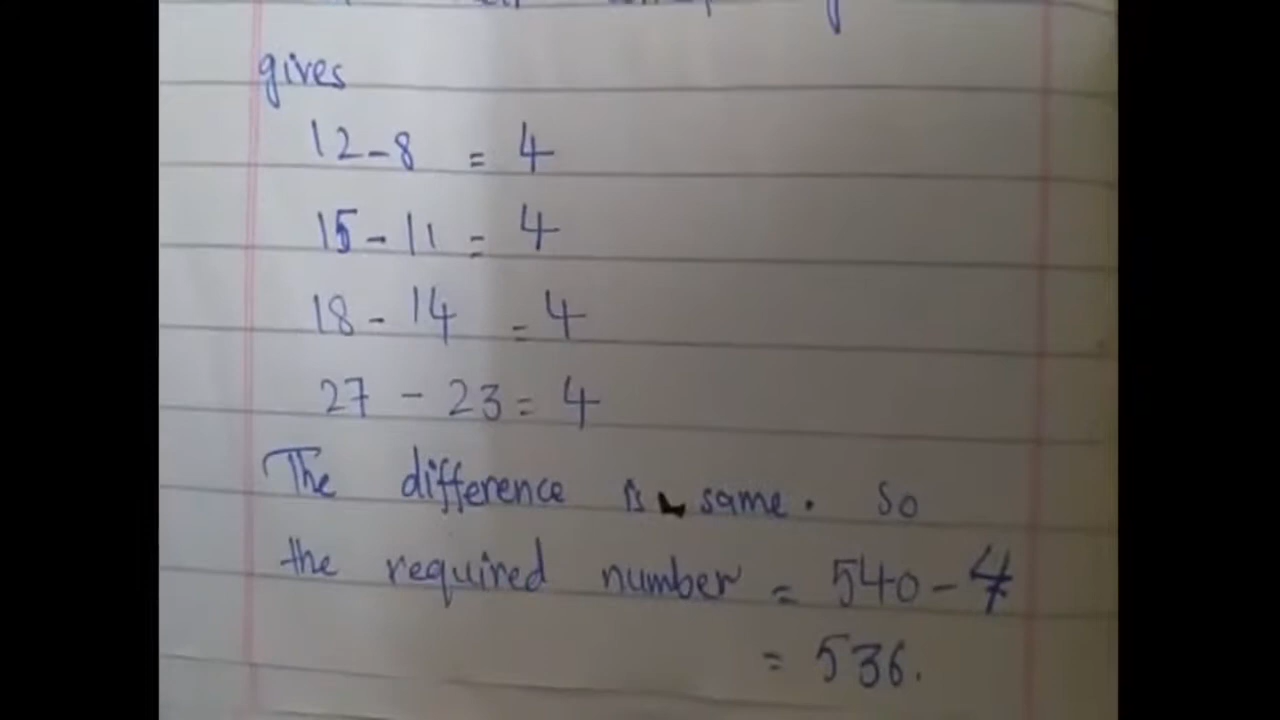 gives
12-8 = 4
15-11 = 4
18-14 = 4
27-23 = 4
The difference is same. So
the required number = 540-4
= 536.